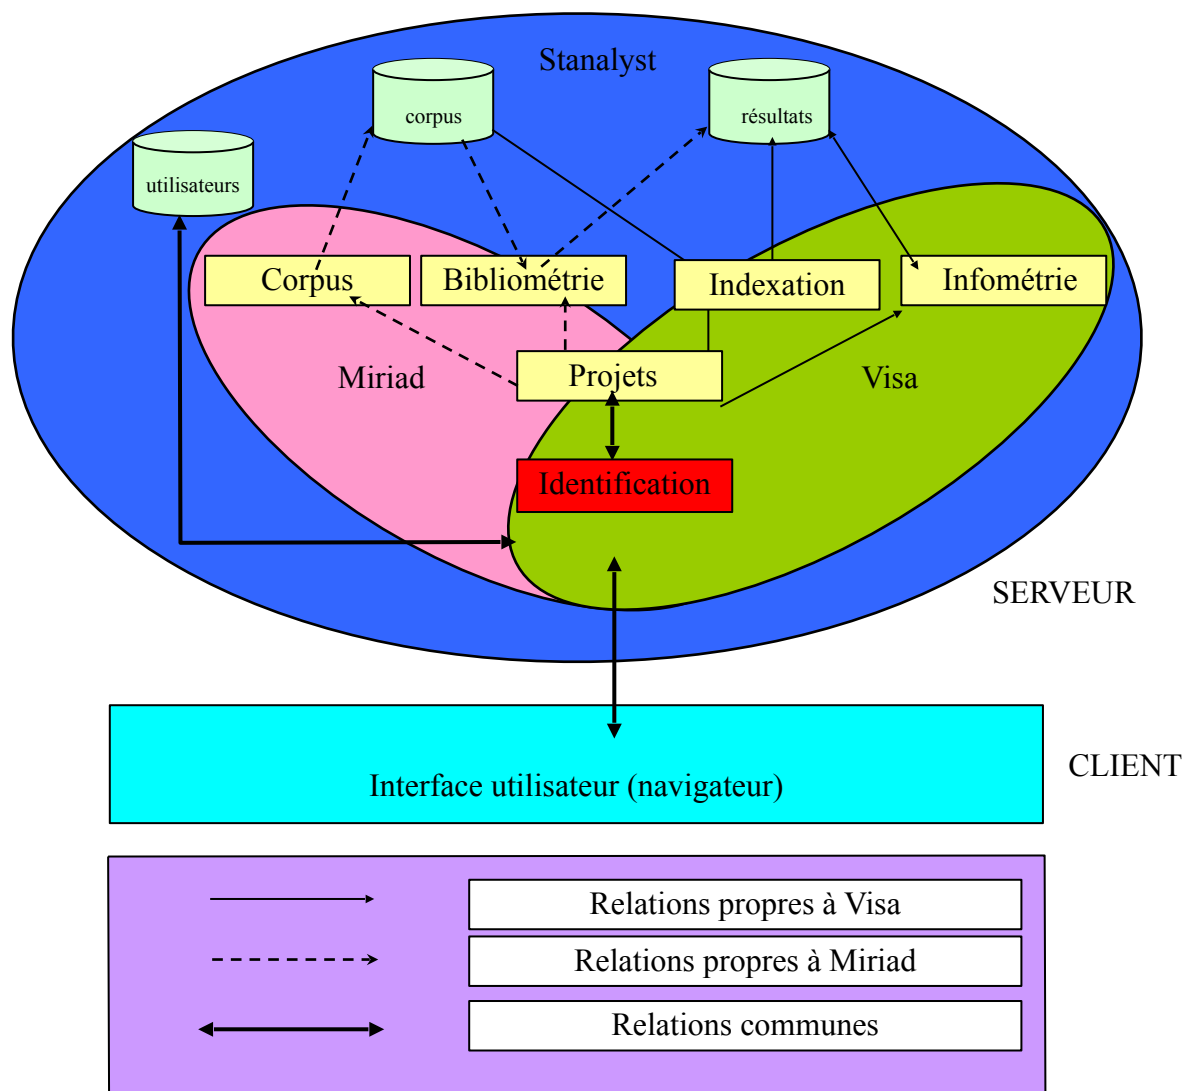 Stanalyst
corpus
résultats
utilisateurs
Corpus
Bibliométrie
Indexation
Infométrie
Miriad
Projets
Visa
Identification
SERVEUR
Interface utilisateur (navigateur)
CLIENT
Relations propres à Visa
Relations propres à Miriad
Relations communes